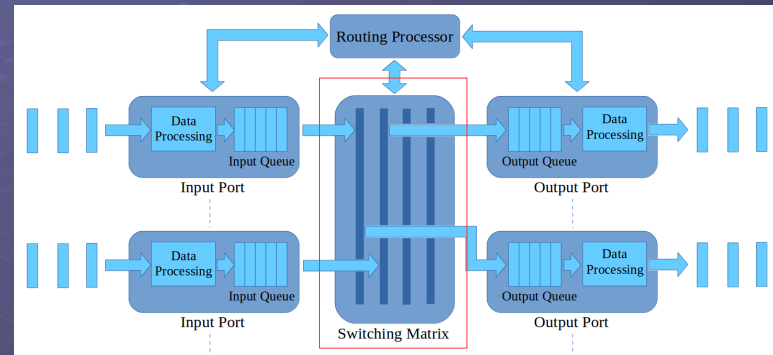 Routing Processor
Data
Processing
Input Queue
Input Port
Output Queue
Data
Processing
Output Port
Data
Processing
Input Queue
Input Port
Switching Matrix
Output Queue
Data
Processing
Output Port